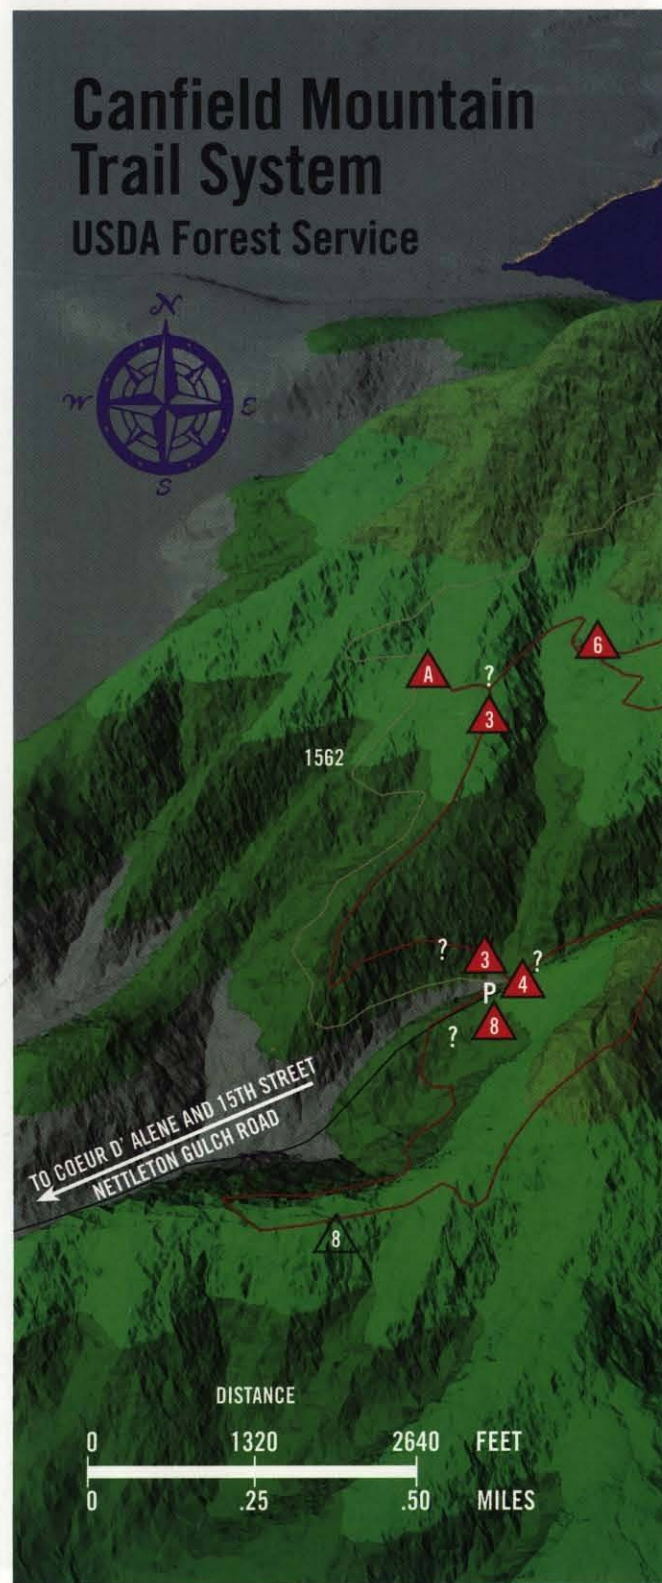 Canfield Mountain
Trail System
USDA Forest Service
N
W E
S
6
A ?
3
1562
? 3 ?
P 4
8
?
TO COEUR D' ALENE AND 15TH STREET
NETTLETON GULCH ROAD
8
DISTANCE
0 1320 2640 FEET
0 .25 .50 MILES